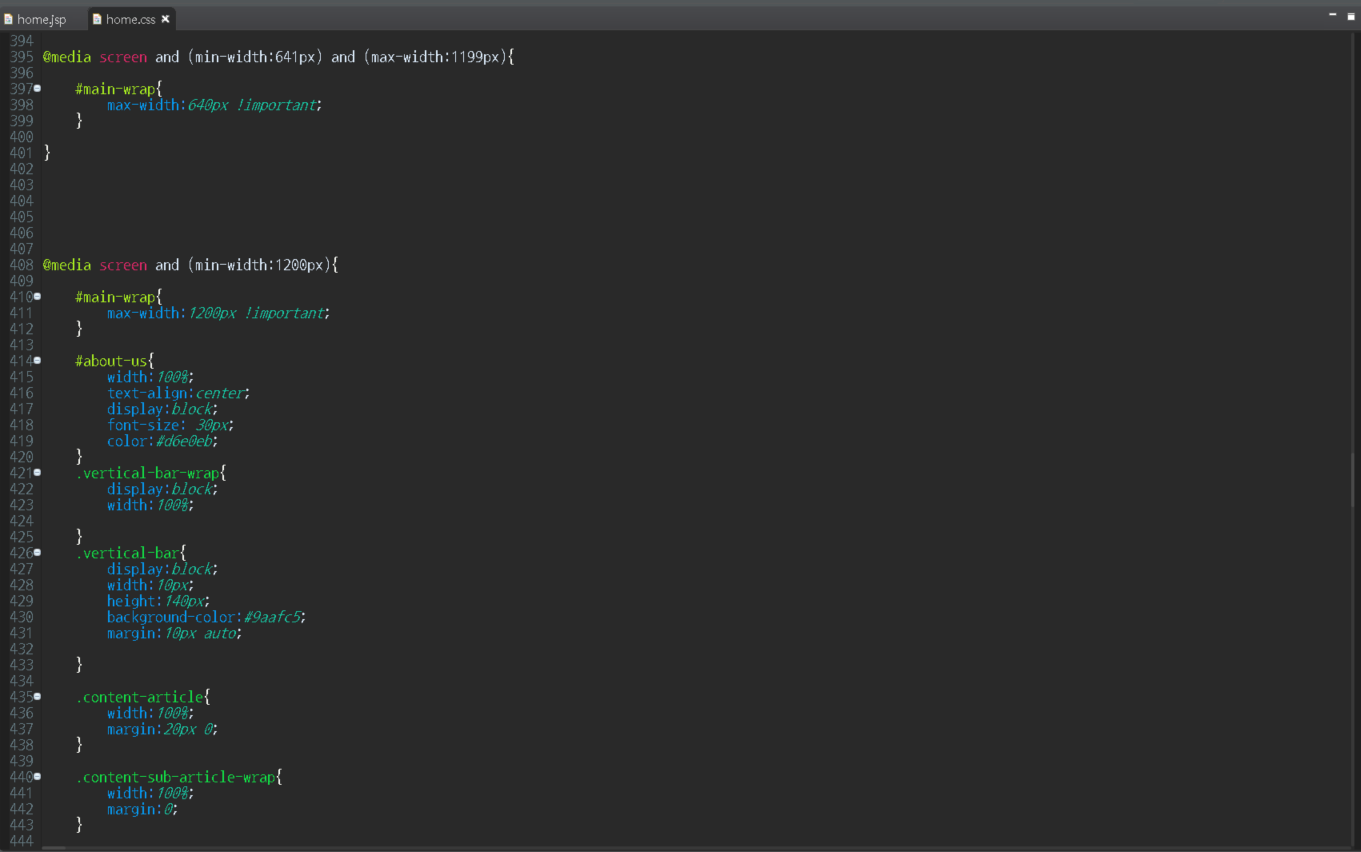 home.jsp home.css
394
395 @media screen and (min-width:641px) and (max-width:1199px){
396
397 #main-wrap{
398 max-width:640px !important;
399 }
400
401 }
402
403
404
405
406
407
408 @media screen and (min-width:1200px){
409
410 #main-wrap{
411 max-width:1200px !important;
412 }
413
414 #about-us{
415 width:100%;
416 text-align:center;
417 display:block;
418 font-size: 30px;
419 color:#d6e0eb;
420 }
421 .vertical-bar-wrap{
422 display:block;
423 width:100%;
424
425 }
426 .vertical-bar{
427 display:block;
428 width:10px;
429 height:140px;
430 background-color:#9aafc5;
431 margin:10px auto;
432
433 }
434
435 .content-article{
436 width:100%;
437 margin:20px 0;
438 }
439
440 .content-sub-article-wrap{
441 width:100%;
442 margin:0;
443 }
444